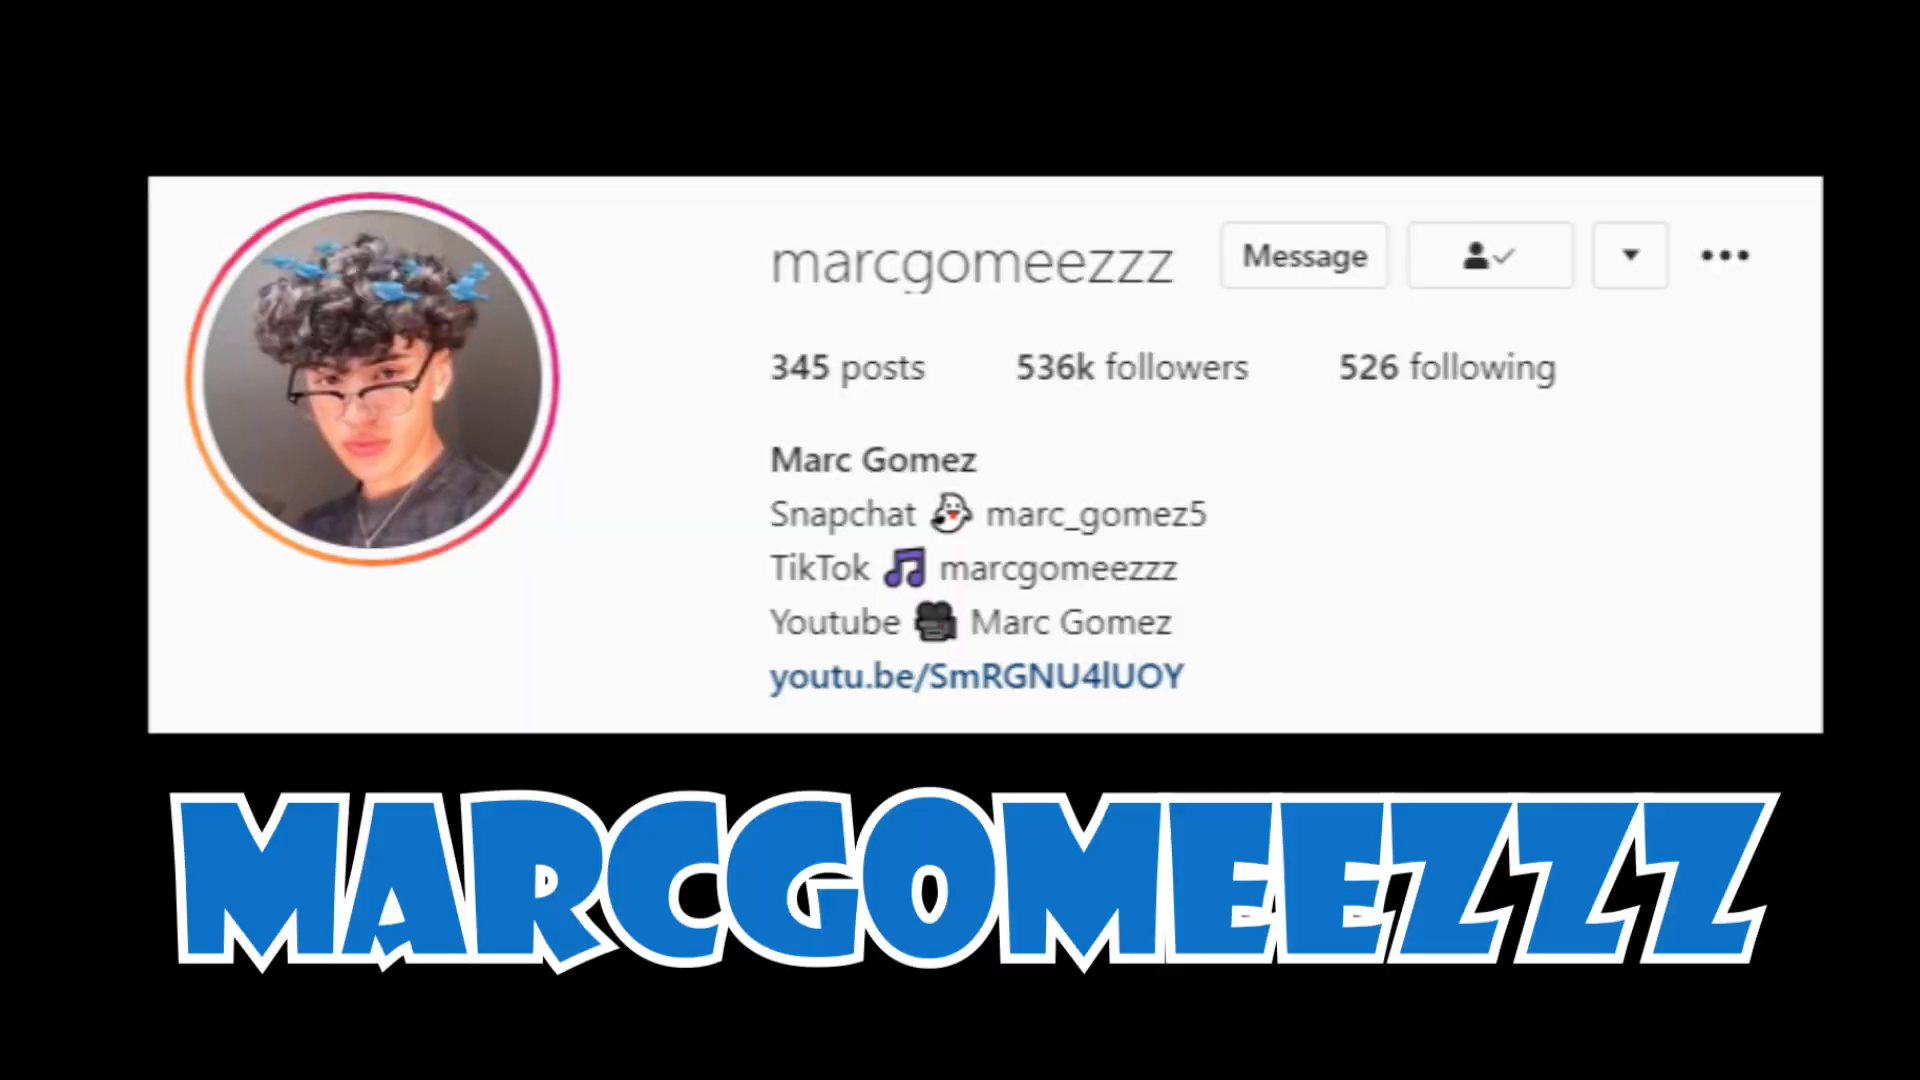 marcgomeezzz Message
345 posts 536k followers 526 following
Marc Gomez
Snapchat 👻 marc_gomez5
TikTok 🎵 marcgomeezzz
Youtube 🎥 Marc Gomez
youtu.be/SmRGNU4lUOY
MARCGOMEEZZZ